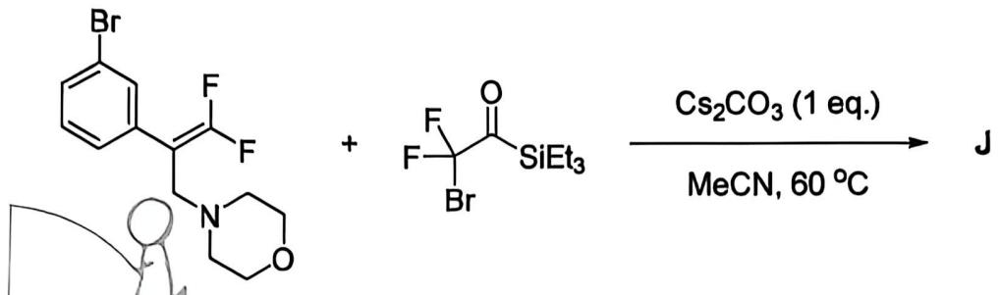 Br
F
F
N
O
+
O
F
F
Br
SiEt₃
Cs₂CO₃ (1 eq.)
MeCN, 60 °C
J